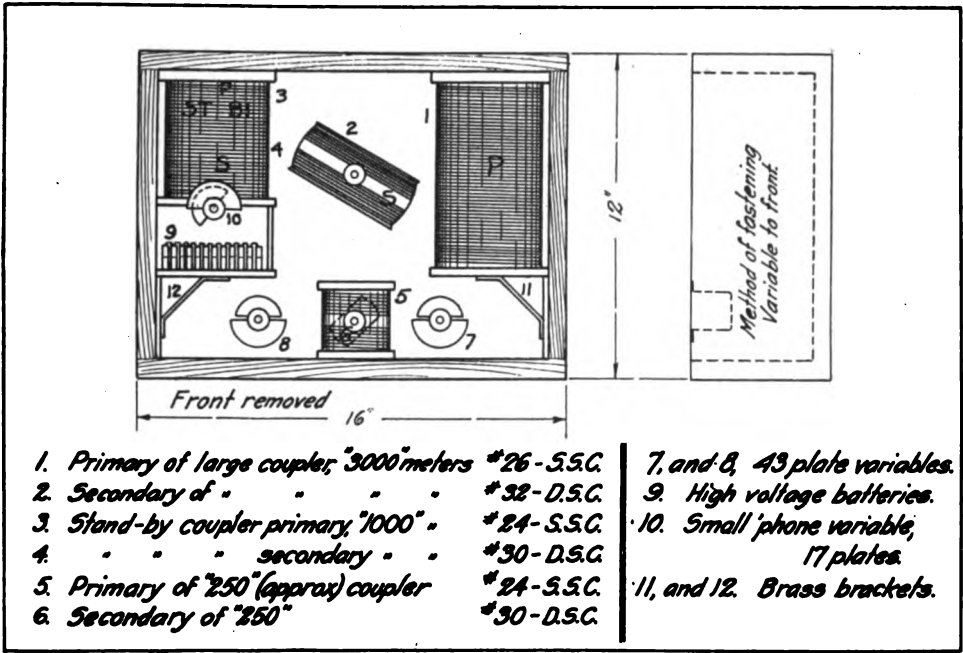 P
3
1
ST BI
2
4
S
P
S
10
9
12
11
5
6
8
7
12"
Method of fastening
Variable to front
Front removed
16"
1. Primary of large coupler, "3000" meters #26-S.S.C.
2. Secondary of " " " " #32-D.S.C.
3. Stand-by coupler primary, "1000" " #24-S.S.C.
4. " " " secondary " " #30-D.S.C.
5. Primary of "250" (approx) coupler #24-S.S.C.
6. Secondary of "250" #30-D.S.C.
7, and 8, 43 plate variables.
9. High voltage batteries.
10. Small 'phone variable,
17 plates.
11, and 12. Brass brackets.